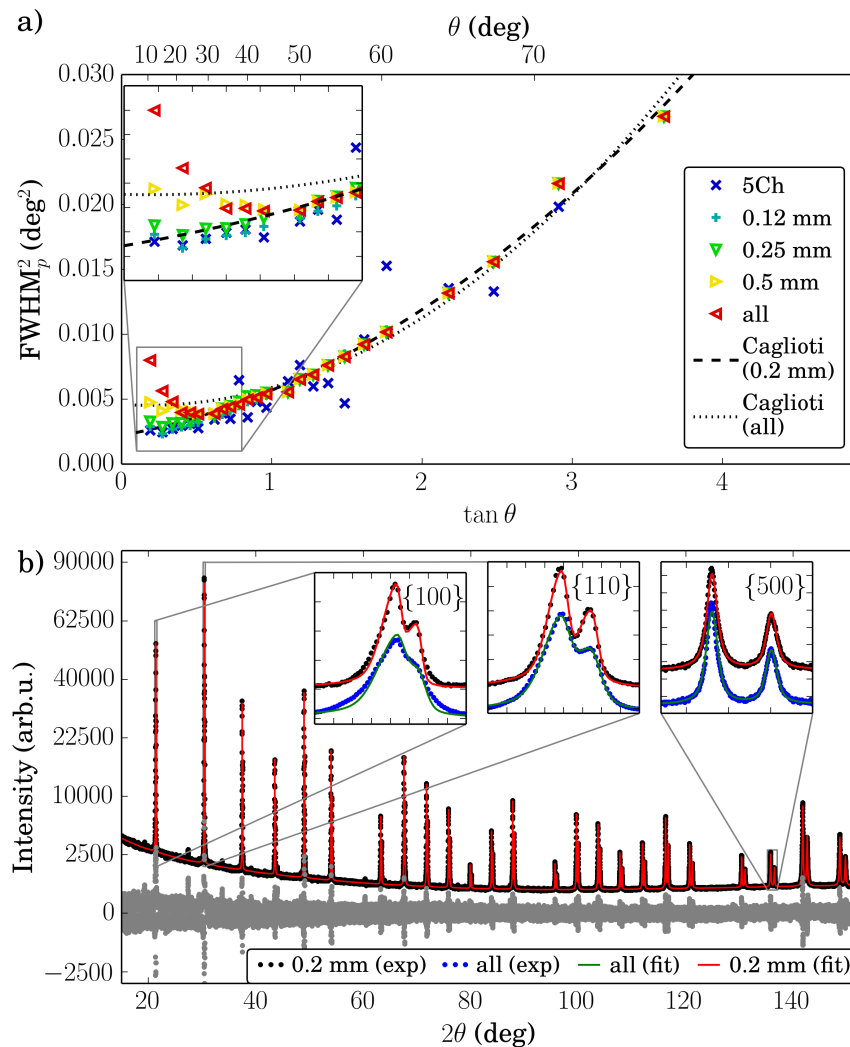 a)
θ (deg)
10 20 30 40 50 60 70
0.030
0.025
0.020
0.015
0.010
0.005
0.000
FWHM²ₚ (deg²)
5Ch
0.12 mm
0.25 mm
0.5 mm
all
Caglioti
(0.2 mm)
Caglioti
(all)
0 1 2 3 4
tan θ
b)
90000
62500
40000
22500
10000
2500
0
−2500
Intensity (arb.u.)
{100}
{110}
{500}
0.2 mm (exp) all (exp) all (fit) 0.2 mm (fit)
20 40 60 80 100 120 140
2θ (deg)